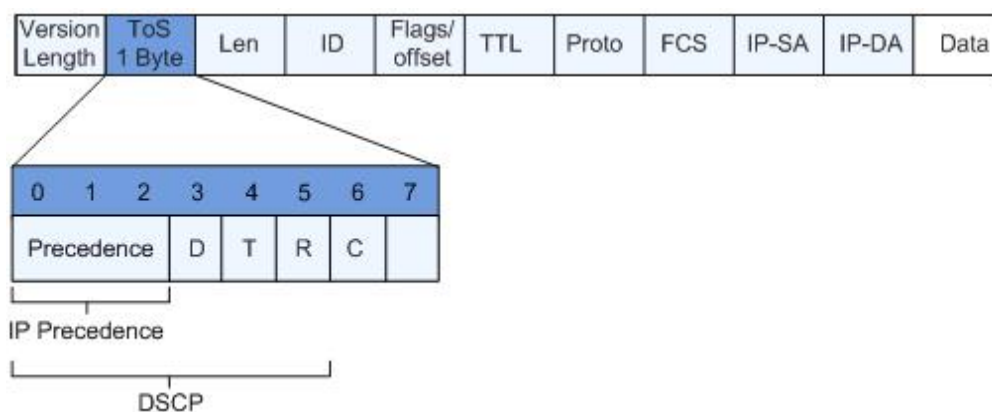 Version Length ToS 1 Byte Len ID Flags/ offset TTL Proto FCS IP-SA IP-DA Data
0 1 2 3 4 5 6 7
Precedence D T R C
IP Precedence
DSCP